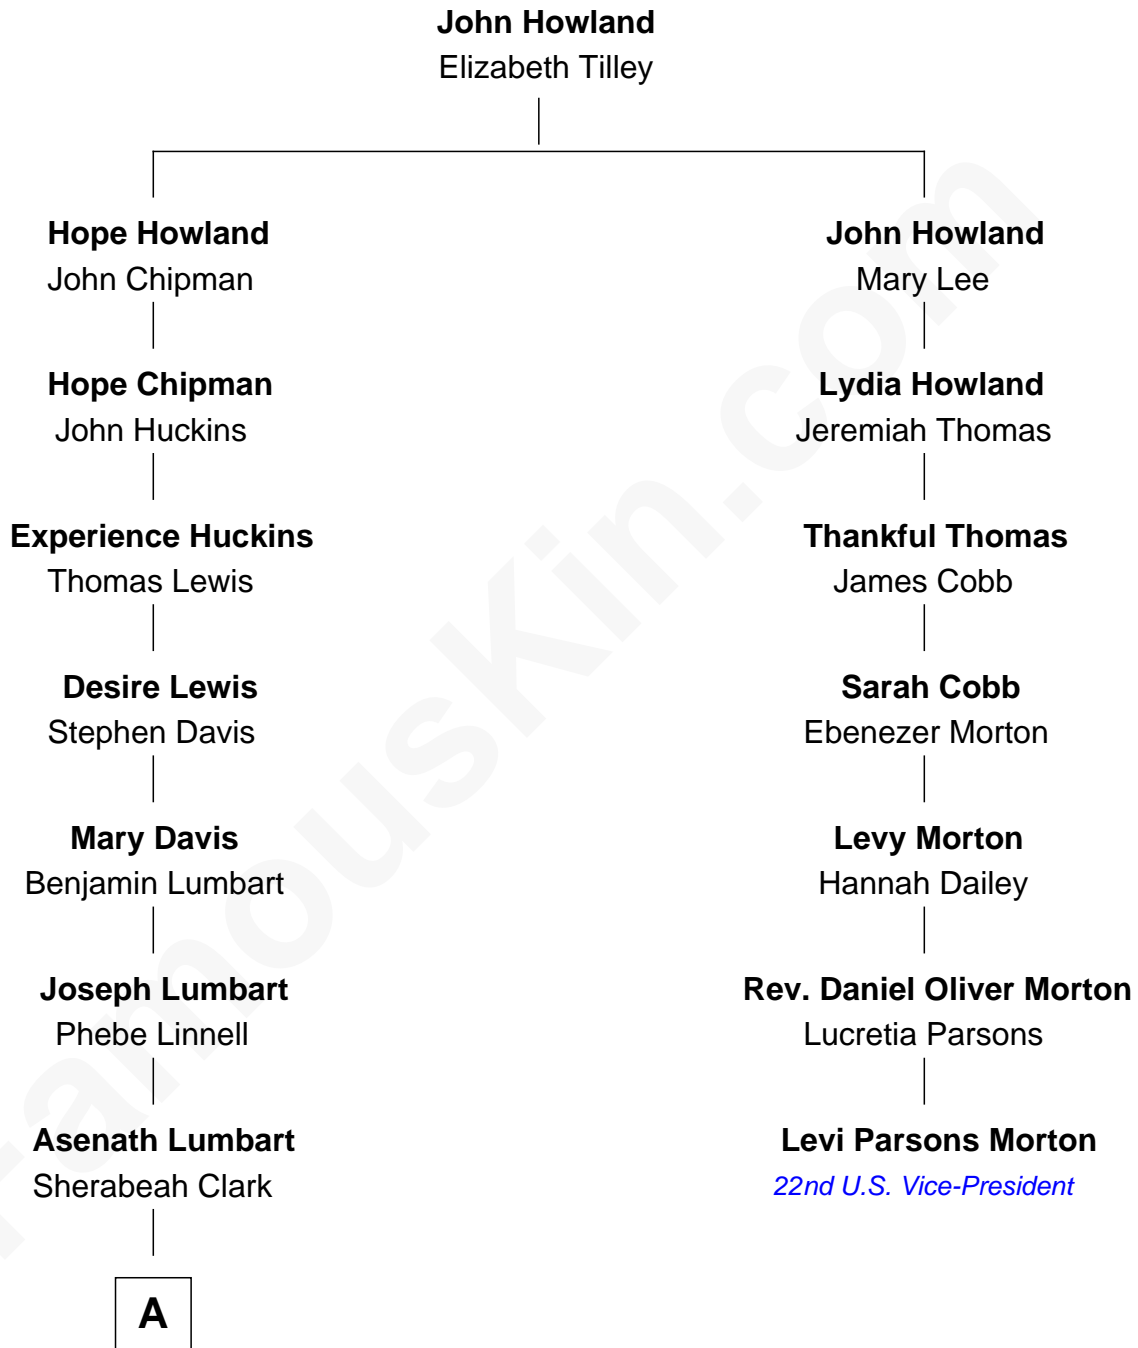 John Howland
Elizabeth Tilley
Hope Howland
John Chipman
John Howland
Mary Lee
Hope Chipman
John Huckins
Lydia Howland
Jeremiah Thomas
Experience Huckins
Thomas Lewis
Thankful Thomas
James Cobb
Desire Lewis
Stephen Davis
Sarah Cobb
Ebenezer Morton
Mary Davis
Benjamin Lumbart
Levy Morton
Hannah Dailey
Joseph Lumbart
Phebe Linnell
Rev. Daniel Oliver Morton
Lucretia Parsons
Asenath Lumbart
Sherabeah Clark
Levi Parsons Morton
22nd U.S. Vice-President
A
FamousKin.com